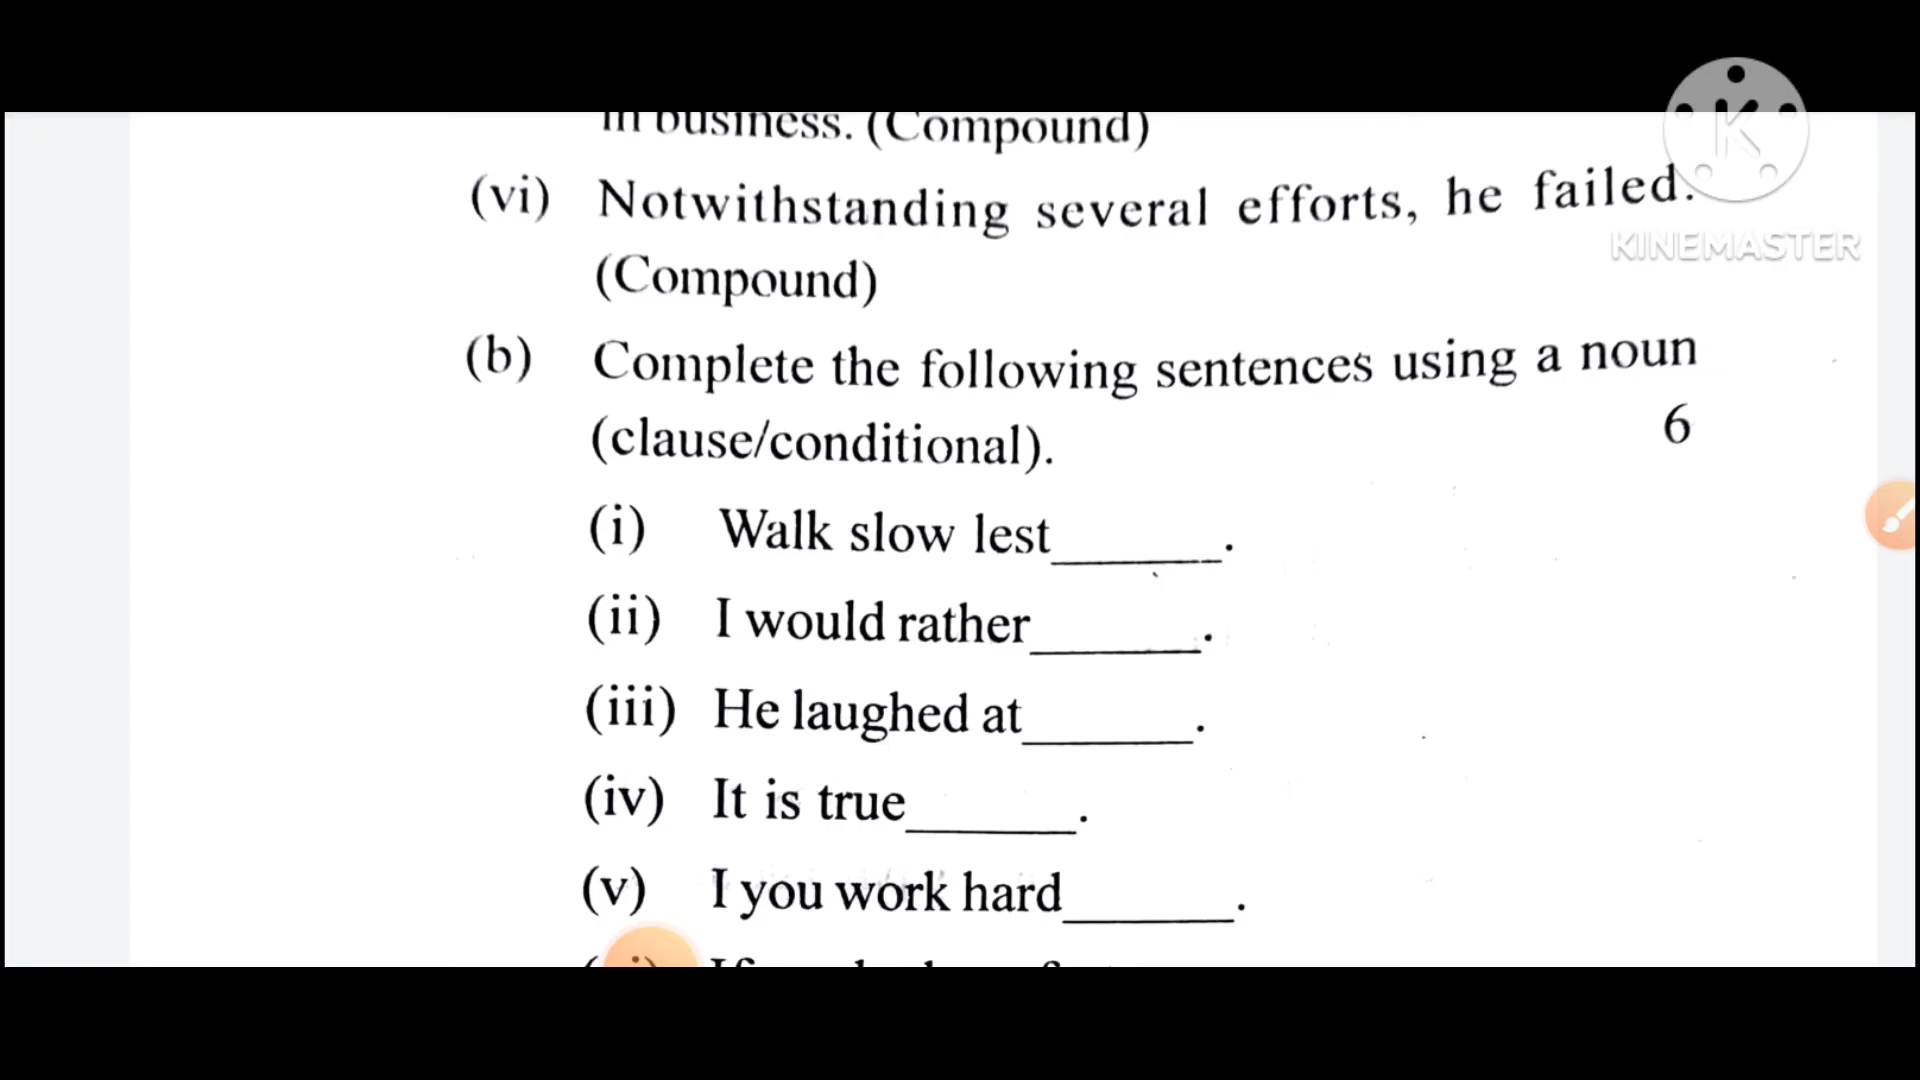 in business. (Compound)
K
KINEMASTER
(vi) Notwithstanding several efforts, he failed.
(Compound)
(b) Complete the following sentences using a noun
(clause/conditional). 6
(i) Walk slow lest______.
(ii) I would rather______.
(iii) He laughed at______.
(iv) It is true______.
(v) I you work hard______.